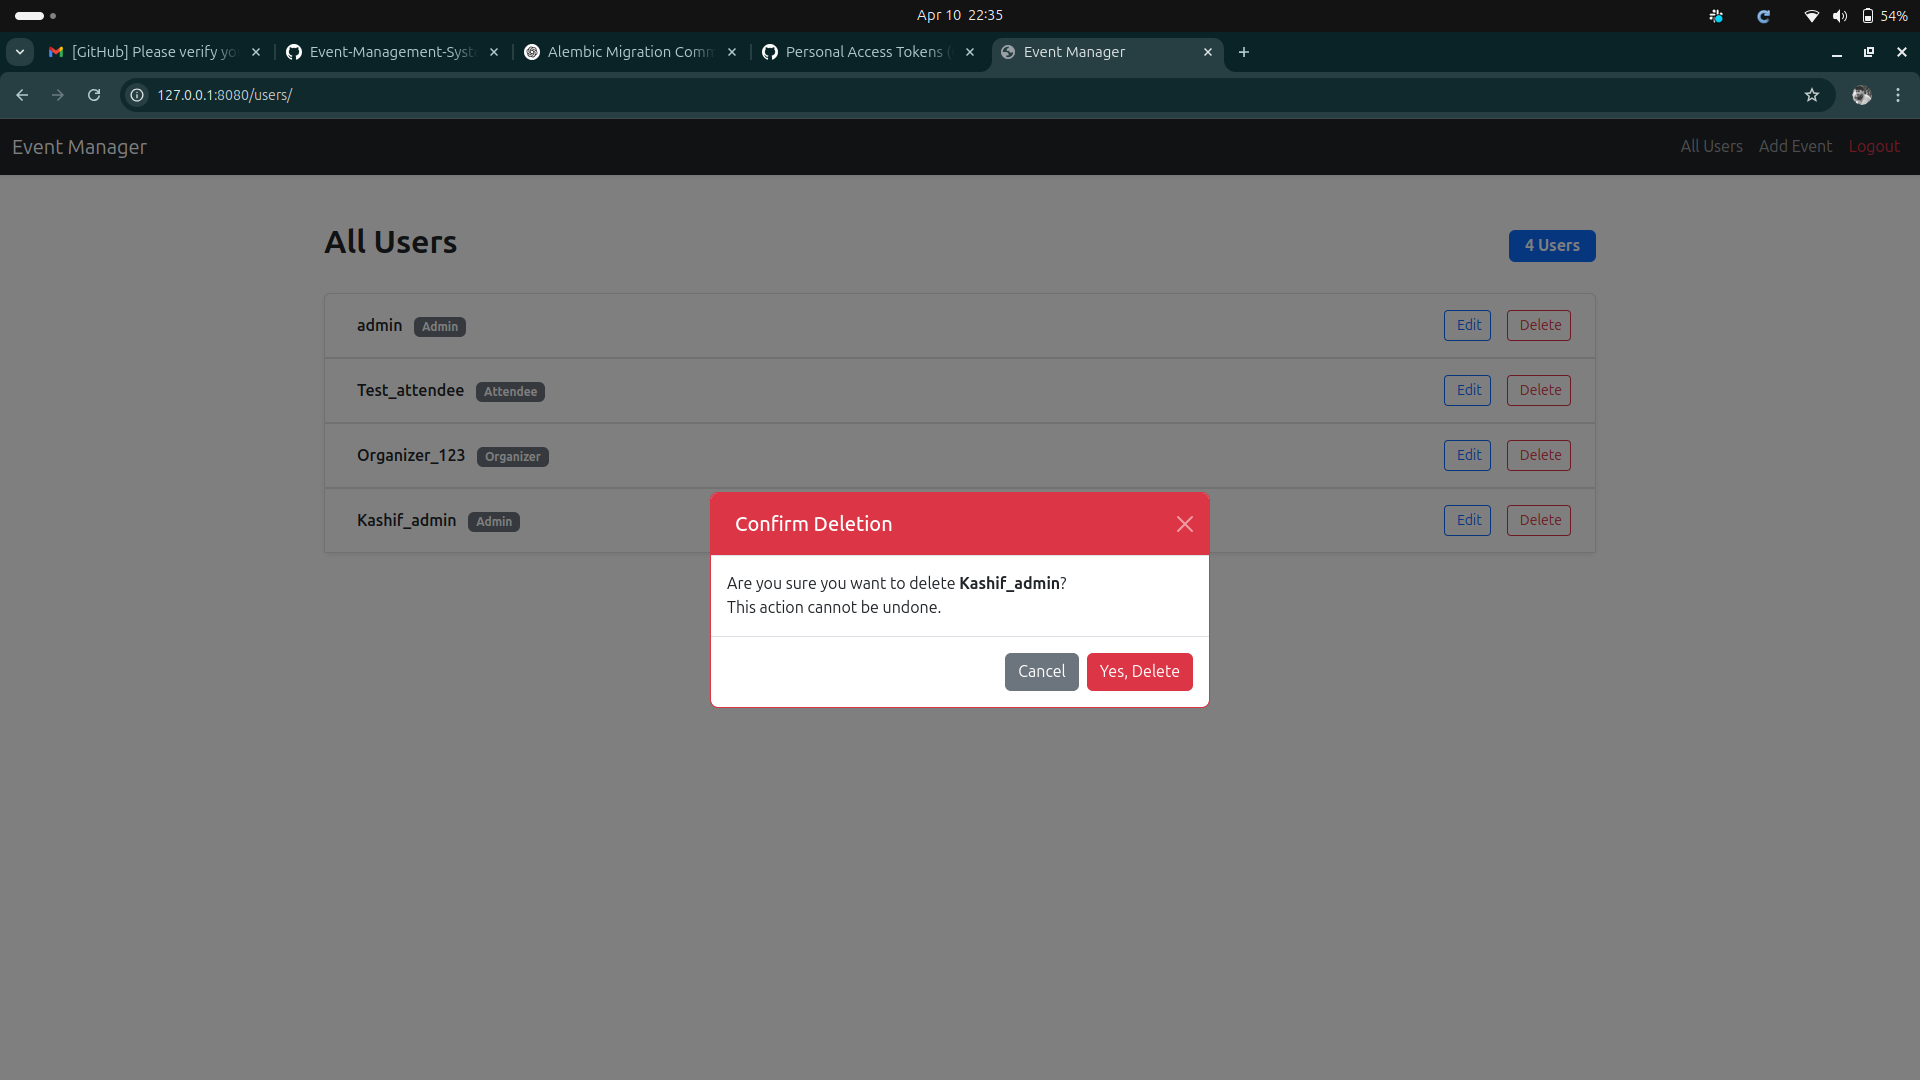 Apr 10 22:35
54%
[GitHub] Please verify yo
Event-Management-Syst
Alembic Migration Comm
Personal Access Tokens (
Event Manager
127.0.0.1:8080/users/
Event Manager
All Users
Add Event
Logout
All Users
4 Users
admin Admin Edit Delete
Test_attendee Attendee Edit Delete
Organizer_123 Organizer Edit Delete
Kashif_admin Admin Edit Delete
Confirm Deletion
Are you sure you want to delete Kashif_admin?
This action cannot be undone.
Cancel Yes, Delete